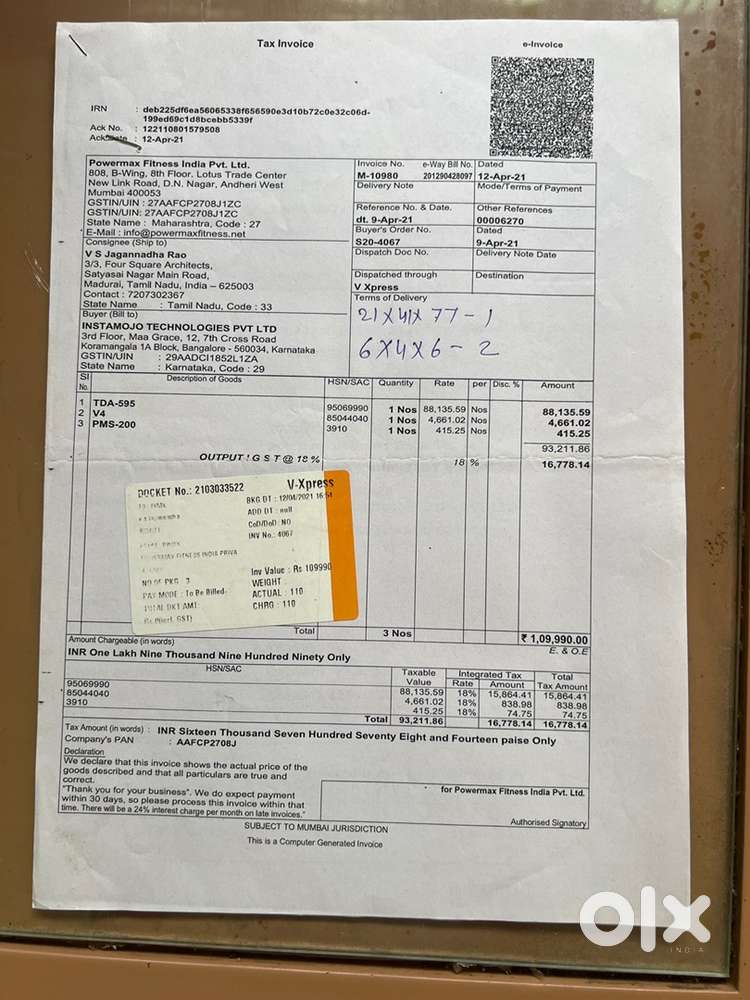 Tax Invoice
e-Invoice
IRN : deb225df6ea56065338f656590e3d10b72c0e32c06d-
199ed69c1d8bcebb5339f
Ack No. : 122110801579508
Ack Date : 12-Apr-21
Powermax Fitness India Pvt. Ltd.
808, B-Wing, 8th Floor. Lotus Trade Center
New Link Road, D.N. Nagar, Andheri West
Mumbai 400053
GSTIN/UIN : 27AAFCP2708J1ZC
GSTIN/UIN : 27AAFCP2708J1ZC
State Name : Maharashtra, Code : 27
E-Mail : info@powermaxfitness.net
Invoice No. e-Way Bill No. Dated
M-10980 201290428097 12-Apr-21
Delivery Note Mode/Terms of Payment
Reference No. & Date. Other References
dt. 9-Apr-21 00006270
Buyer's Order No. Dated
S20-4067 9-Apr-21
Dispatch Doc No. Delivery Note Date
Dispatched through Destination
V Xpress
Terms of Delivery
21 X 41 X 77 - 1
6 X 4 X 6 - 2
Consignee (Ship to)
V S Jagannadha Rao
3/3, Four Square Architects,
Satyasai Nagar Main Road,
Madurai, Tamil Nadu, India – 625003
Contact : 7207302367
State Name : Tamil Nadu, Code : 33
Buyer (Bill to)
INSTAMOJO TECHNOLOGIES PVT LTD
3rd Floor, Maa Grace, 12, 7th Cross Road
Koramangala 1A Block, Bangalore - 560034, Karnataka
GSTIN/UIN : 29AADCI1852L1ZA
State Name : Karnataka, Code : 29
Sl No. Description of Goods HSN/SAC Quantity Rate per Disc. % Amount
1 TDA-595 95069990 1 Nos 88,135.59 Nos 88,135.59
2 V4 85044040 1 Nos 4,661.02 Nos 4,661.02
3 PMS-200 3910 1 Nos 415.25 Nos 415.25
93,211.86
OUTPUT I G S T @ 18 % 18 % 16,778.14
DOCKET No.: 2103033522 V-Xpress
BKG DT : 12/04/2021 16:51
ADD DT : null
CoD/DoD: NO
INV No.: 4067
Inv Value : Rs 109990
NO OF PKG 3 WEIGHT
PAY MODE : To Be Billed- ACTUAL : 110
TOTAL DKT AMT: CHRG : 110
Rs 0(Incl. GST)
Total 3 Nos ₹ 1,09,990.00
Amount Chargeable (in words) E. & O.E
INR One Lakh Nine Thousand Nine Hundred Ninety Only
HSN/SAC Taxable Value Integrated Tax Rate Amount Total Tax Amount
95069990 88,135.59 18% 15,864.41 15,864.41
85044040 4,661.02 18% 838.98 838.98
3910 415.25 18% 74.75 74.75
Total 93,211.86 16,778.14 16,778.14
Tax Amount (in words) : INR Sixteen Thousand Seven Hundred Seventy Eight and Fourteen paise Only
Company's PAN : AAFCP2708J
Declaration
We declare that this invoice shows the actual price of the
goods described and that all particulars are true and
correct.
"Thank you for your business". We do expect payment
within 30 days, so please process this invoice within that
time. There will be a 24% interest charge per month on late invoices."
for Powermax Fitness India Pvt. Ltd.
Authorised Signatory
SUBJECT TO MUMBAI JURISDICTION
This is a Computer Generated Invoice
olx
INDIA